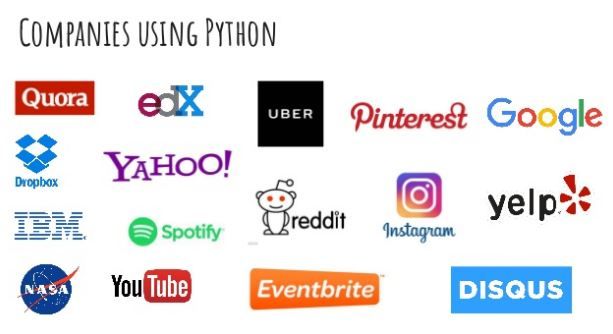 COMPANIES USING PYTHON
Quora
edX
UBER
Pinterest
Google
Dropbox
YAHOO!
IBM
Spotify
reddit
Instagram
yelp
NASA
YouTube
Eventbrite
DISQUS